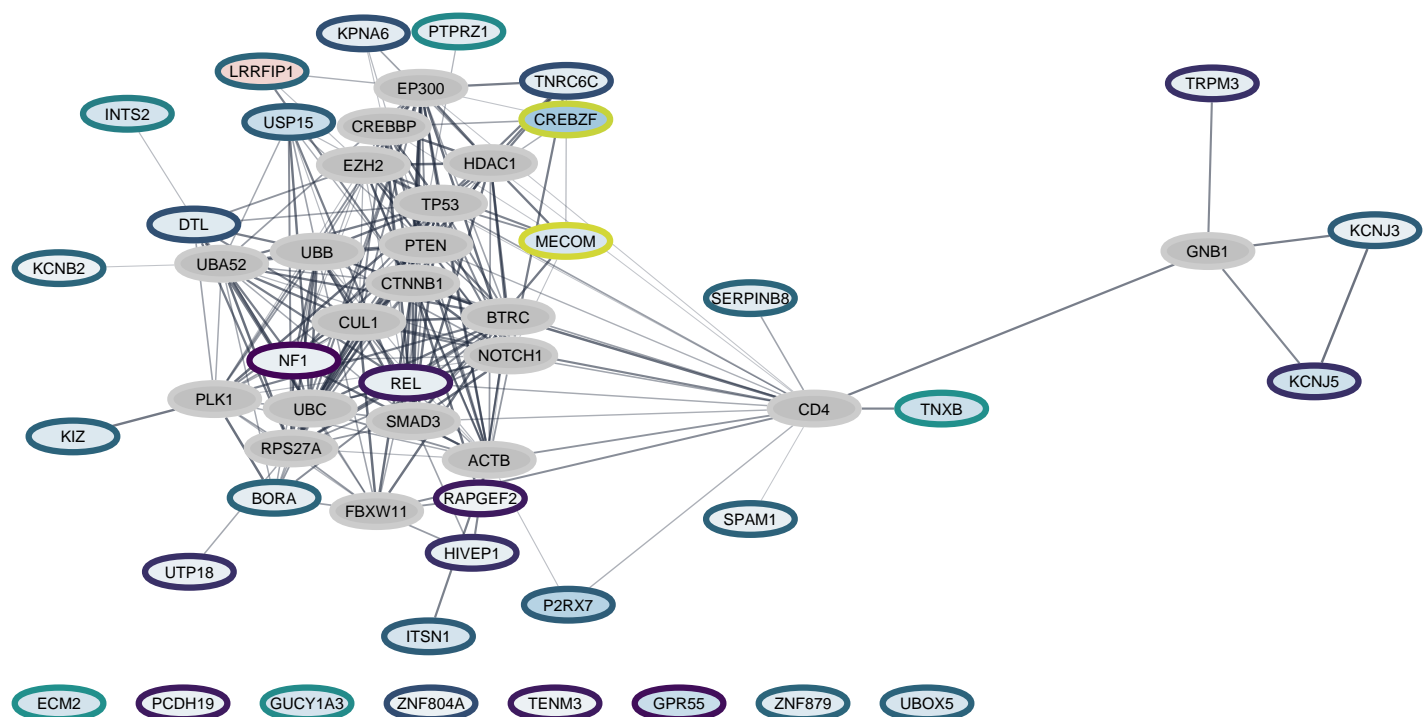 KPNA6
PTPRZ1
LRRFIP1
EP300
TNRC6C
TRPM3
INTS2
USP15
CREBBP
CREBZF
EZH2
HDAC1
TP53
DTL
KCNJ3
UBB
PTEN
MECOM
GNB1
UBA52
KCNB2
CTNNB1
SERPINB8
CUL1
BTRC
NOTCH1
NF1
REL
KCNJ5
PLK1
UBC
CD4
TNXB
SMAD3
KIZ
RPS27A
ACTB
BORA
RAPGEF2
FBXW11
SPAM1
HIVEP1
UTP18
P2RX7
ITSN1
ECM2
PCDH19
GUCY1A3
ZNF804A
TENM3
GPR55
ZNF879
UBOX5